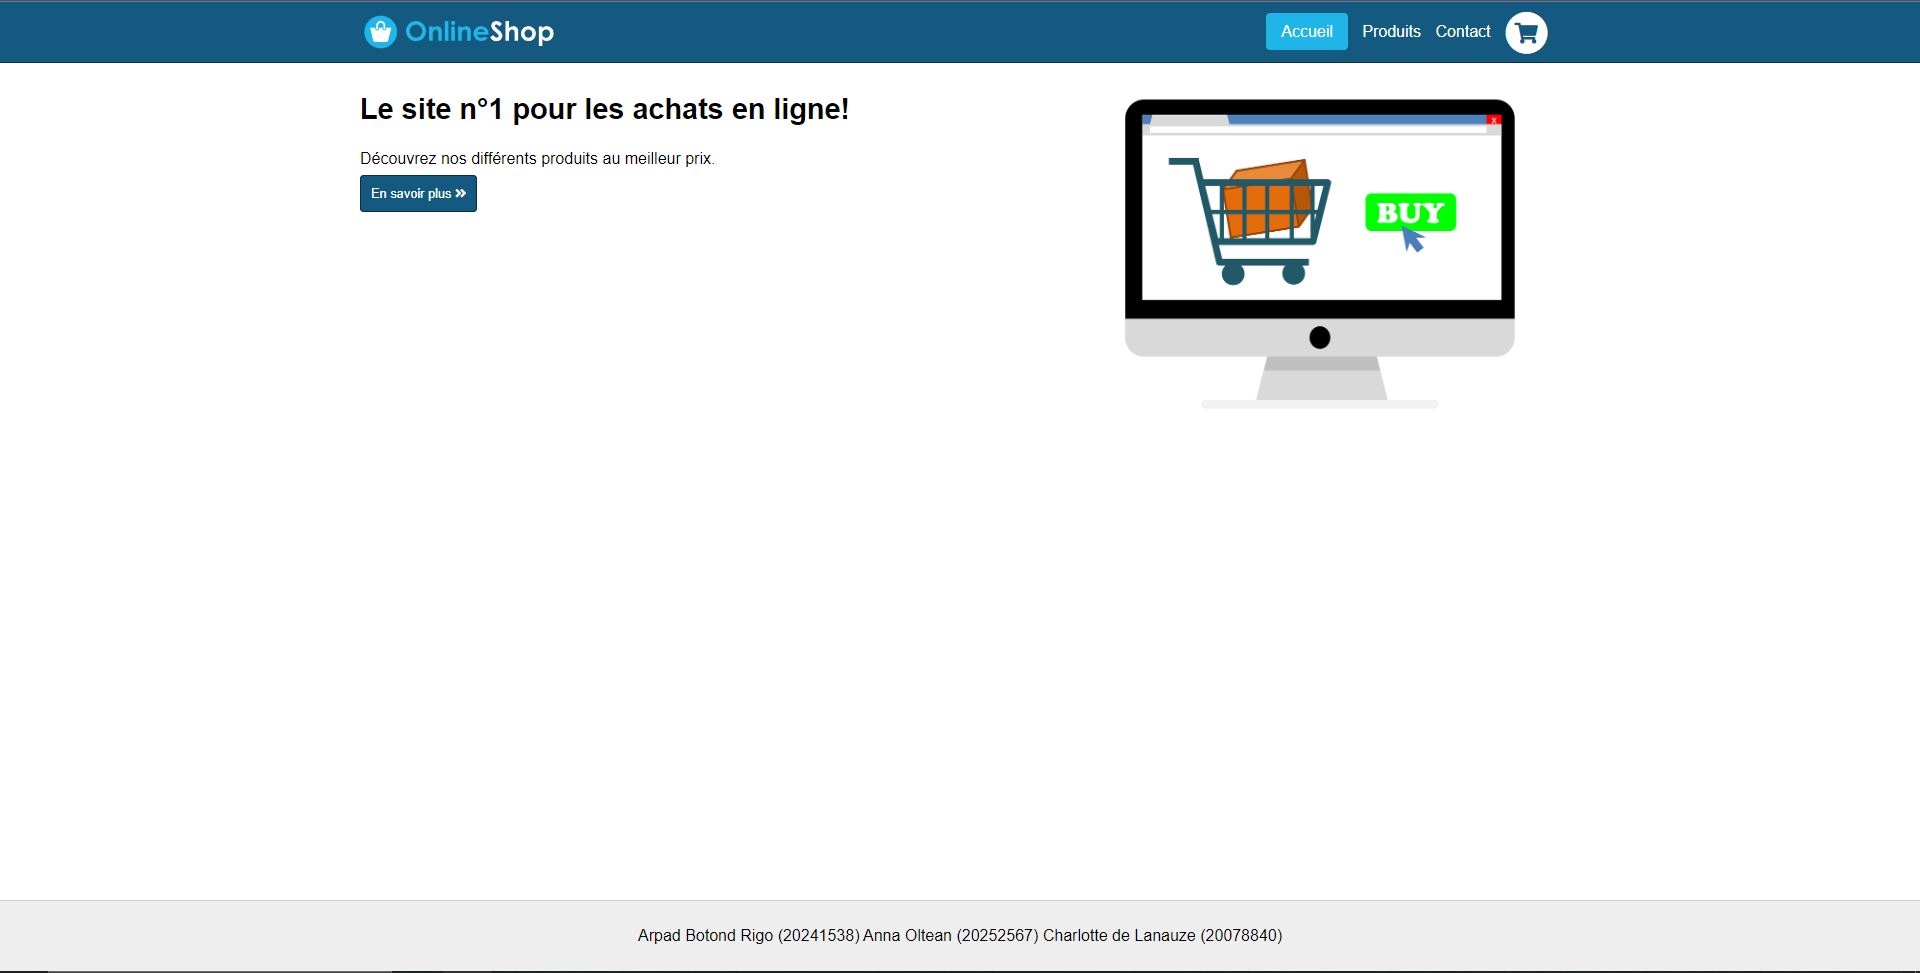 OnlineShop
Accueil Produits Contact
Le site n°1 pour les achats en ligne!
Découvrez nos différents produits au meilleur prix.
En savoir plus »
X
BUY
Arpad Botond Rigo (20241538) Anna Oltean (20252567) Charlotte de Lanauze (20078840)